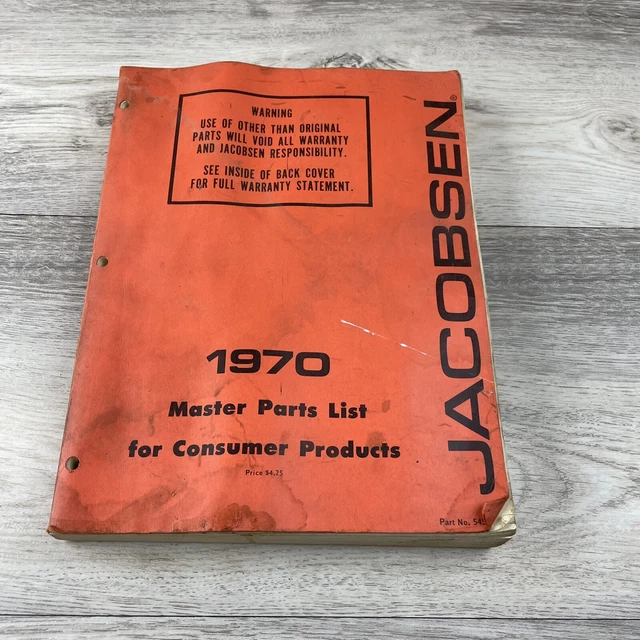 WARNING
USE OF OTHER THAN ORIGINAL
PARTS WILL VOID ALL WARRANTY
AND JACOBSEN RESPONSIBILITY.
SEE INSIDE OF BACK COVER
FOR FULL WARRANTY STATEMENT.
JACOBSEN®
1970
Master Parts List
for Consumer Products
Price $4.25
Part No.